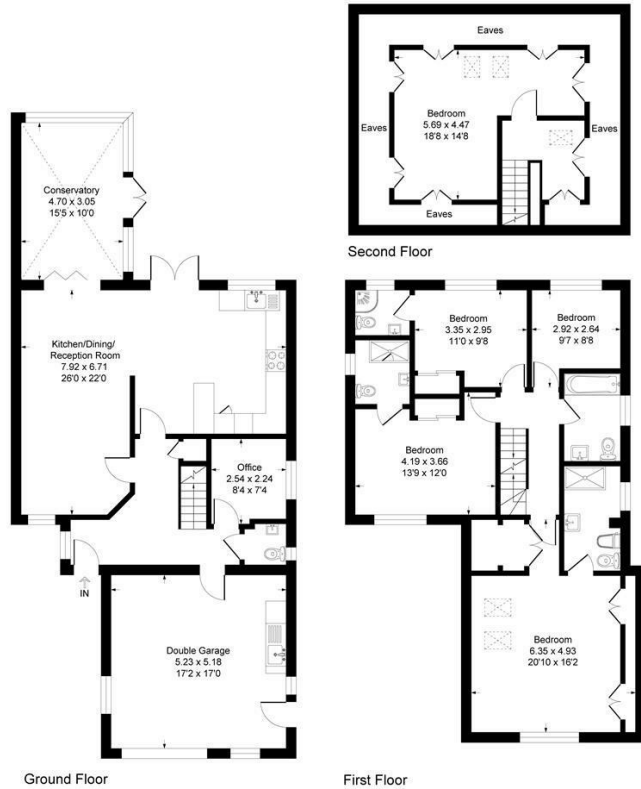 Eaves
Bedroom
5.69 x 4.47
18'8 x 14'8
Eaves
Eaves
Eaves
Second Floor
Conservatory
4.70 x 3.05
15'5 x 10'0
Kitchen/Dining/
Reception Room
7.92 x 6.71
26'0 x 22'0
Office
2.54 x 2.24
8'4 x 7'4
IN
Double Garage
5.23 x 5.18
17'2 x 17'0
Ground Floor
Bedroom
3.35 x 2.95
11'0 x 9'8
Bedroom
2.92 x 2.64
9'7 x 8'8
Bedroom
4.19 x 3.66
13'9 x 12'0
Bedroom
6.35 x 4.93
20'10 x 16'2
First Floor